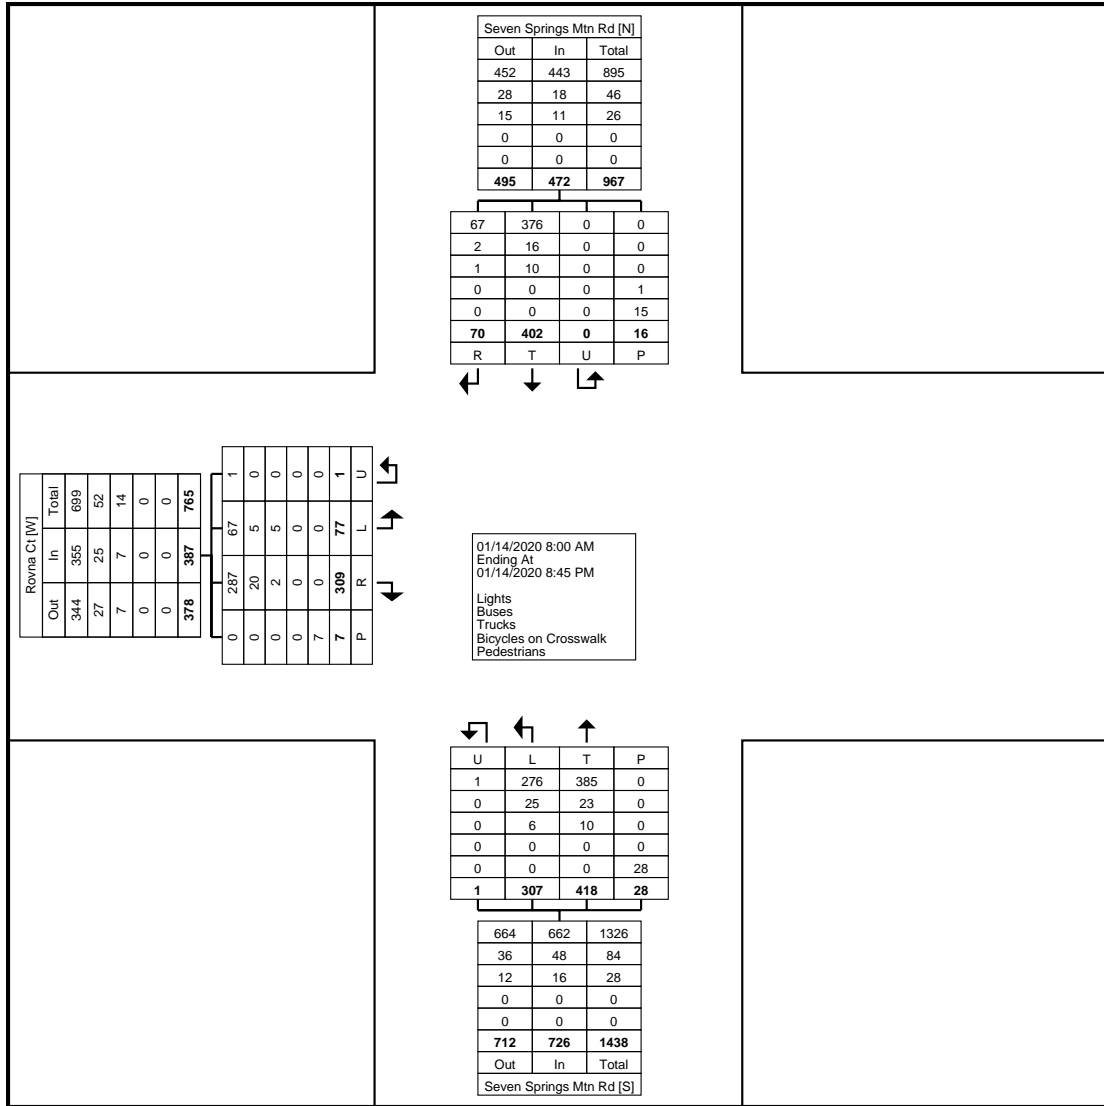 Seven Springs Mtn Rd [N]
Out In Total
452 443 895
28 18 46
15 11 26
0 0 0
0 0 0
495 472 967
67 376 0 0
2 16 0 0
1 10 0 0
0 0 0 1
0 0 0 15
70 402 0 16
R T U P
Rovna Ct [W]
Out In Total
344 355 699
27 25 52
7 7 14
0 0 0
0 0 0
378 387 765
0 287 67 1
0 20 5 0
0 2 5 0
0 0 0 0
7 0 0 0
7 309 77 1
P R L U
01/14/2020 8:00 AM
Ending At
01/14/2020 8:45 PM
Lights
Buses
Trucks
Bicycles on Crosswalk
Pedestrians
U L T P
1 276 385 0
0 25 23 0
0 6 10 0
0 0 0 0
0 0 0 28
1 307 418 28
664 662 1326
36 48 84
12 16 28
0 0 0
0 0 0
712 726 1438
Out In Total
Seven Springs Mtn Rd [S]